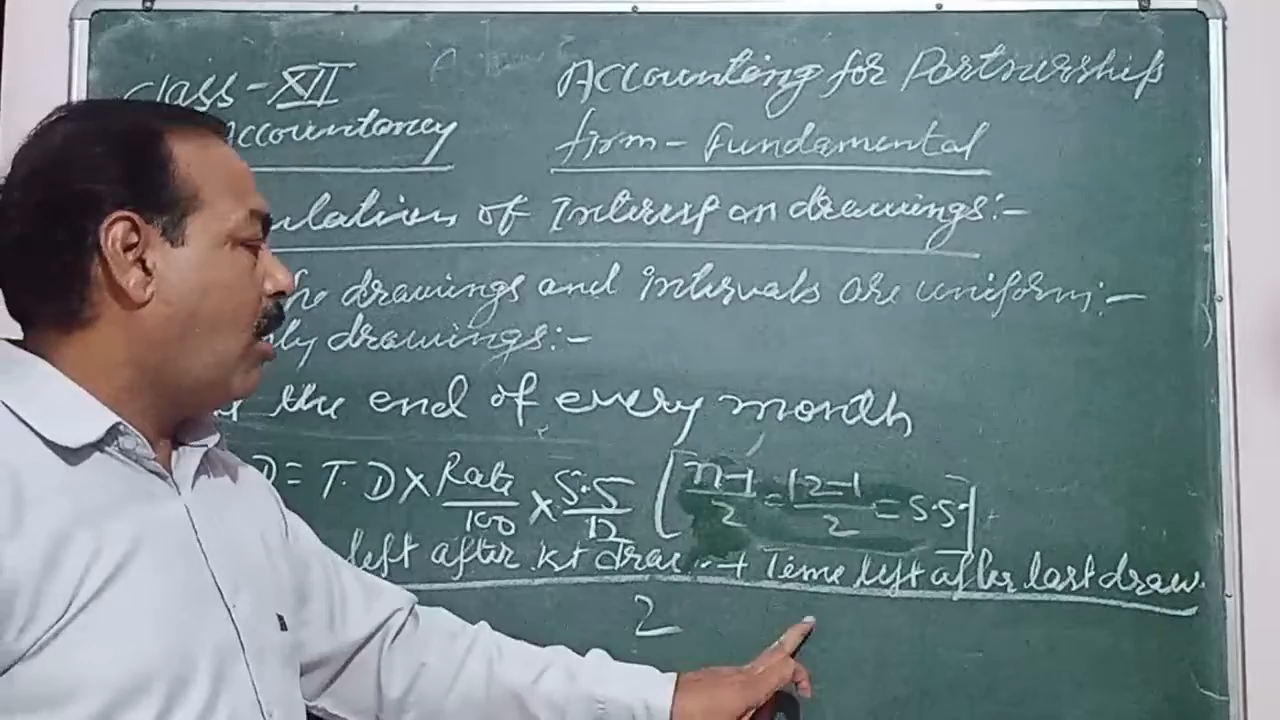 Class - XII
Accountancy
Accounting for Partnership
firm - Fundamental
ulation of Interest on drawings:-
he drawings and intervals are uniform:-
ly drawings:-
the end of every month
D = T. D × Rate/100 × 5.5/12 [n-1/2 = 12-1/2 = 5.5]
left after Ist draw.. + Time left after last draw.
2